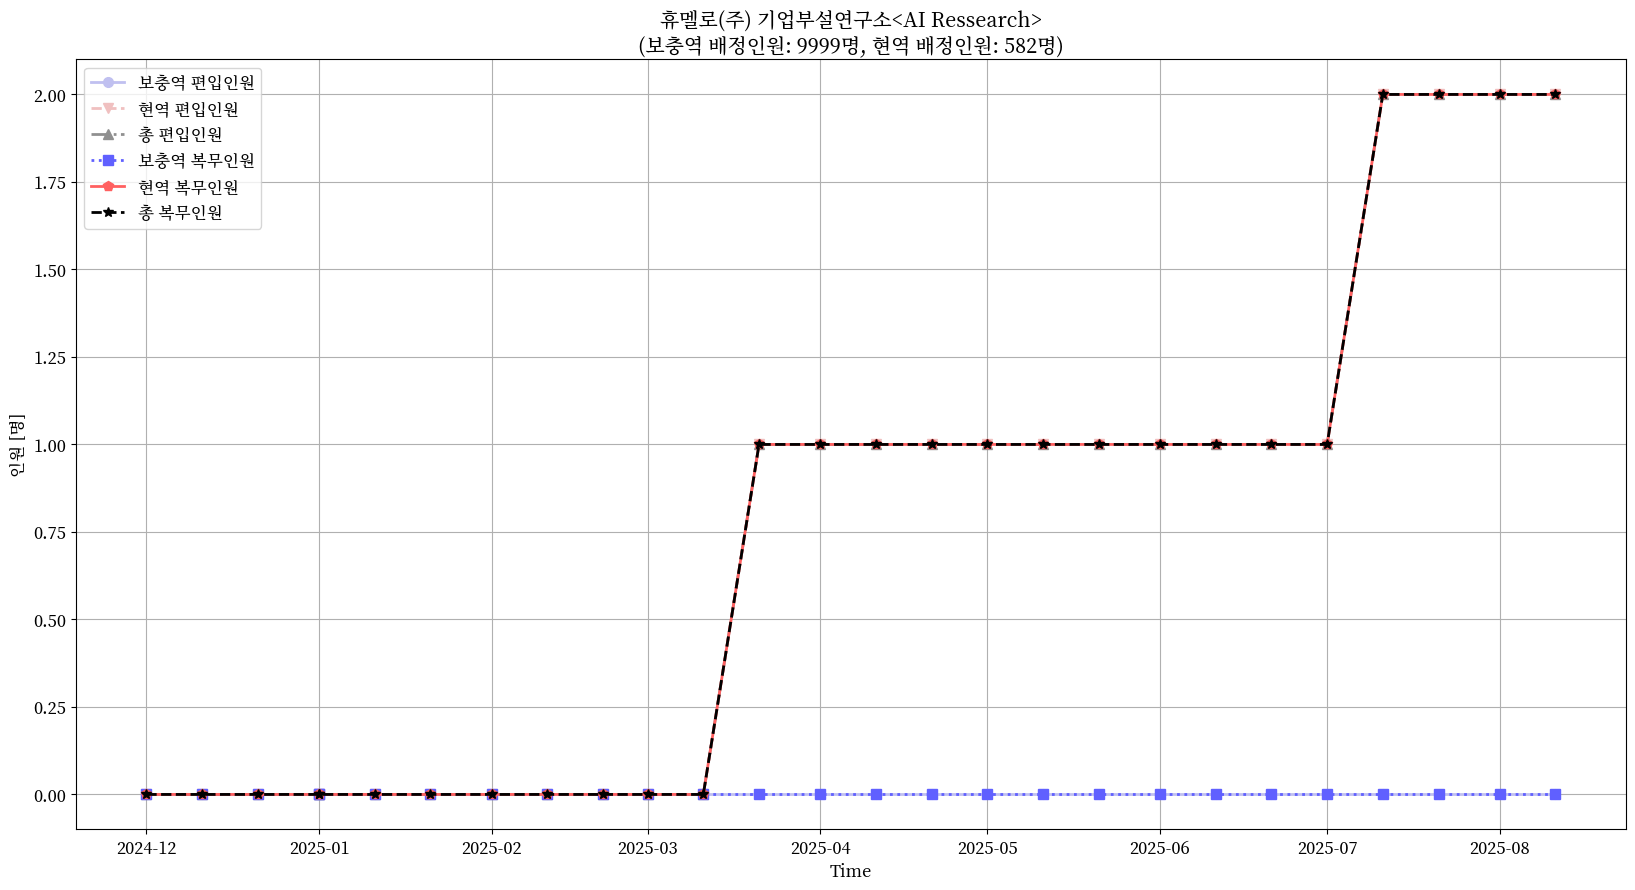 휴멜로(주) 기업부설연구소<AI Ressearch>
(보충역 배정인원: 9999명, 현역 배정인원: 582명)
보충역 편입인원
현역 편입인원
총 편입인원
보충역 복무인원
현역 복무인원
총 복무인원
2.00
1.75
1.50
1.25
1.00
0.75
0.50
0.25
0.00
인원 [명]
2024-12 2025-01 2025-02 2025-03 2025-04 2025-05 2025-06 2025-07 2025-08
Time